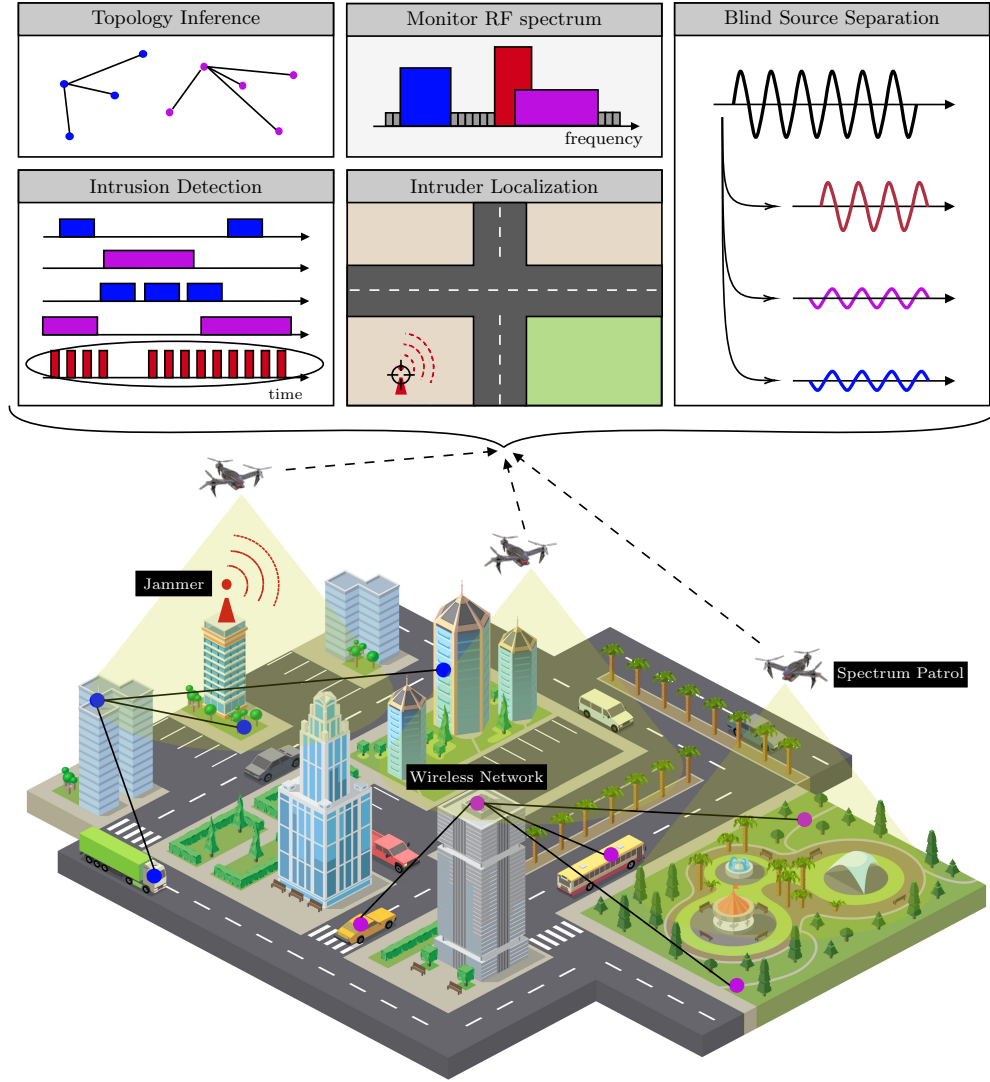 Topology Inference
Monitor RF spectrum
Blind Source Separation
frequency
Intrusion Detection
Intruder Localization
time
Jammer
Spectrum Patrol
Wireless Network